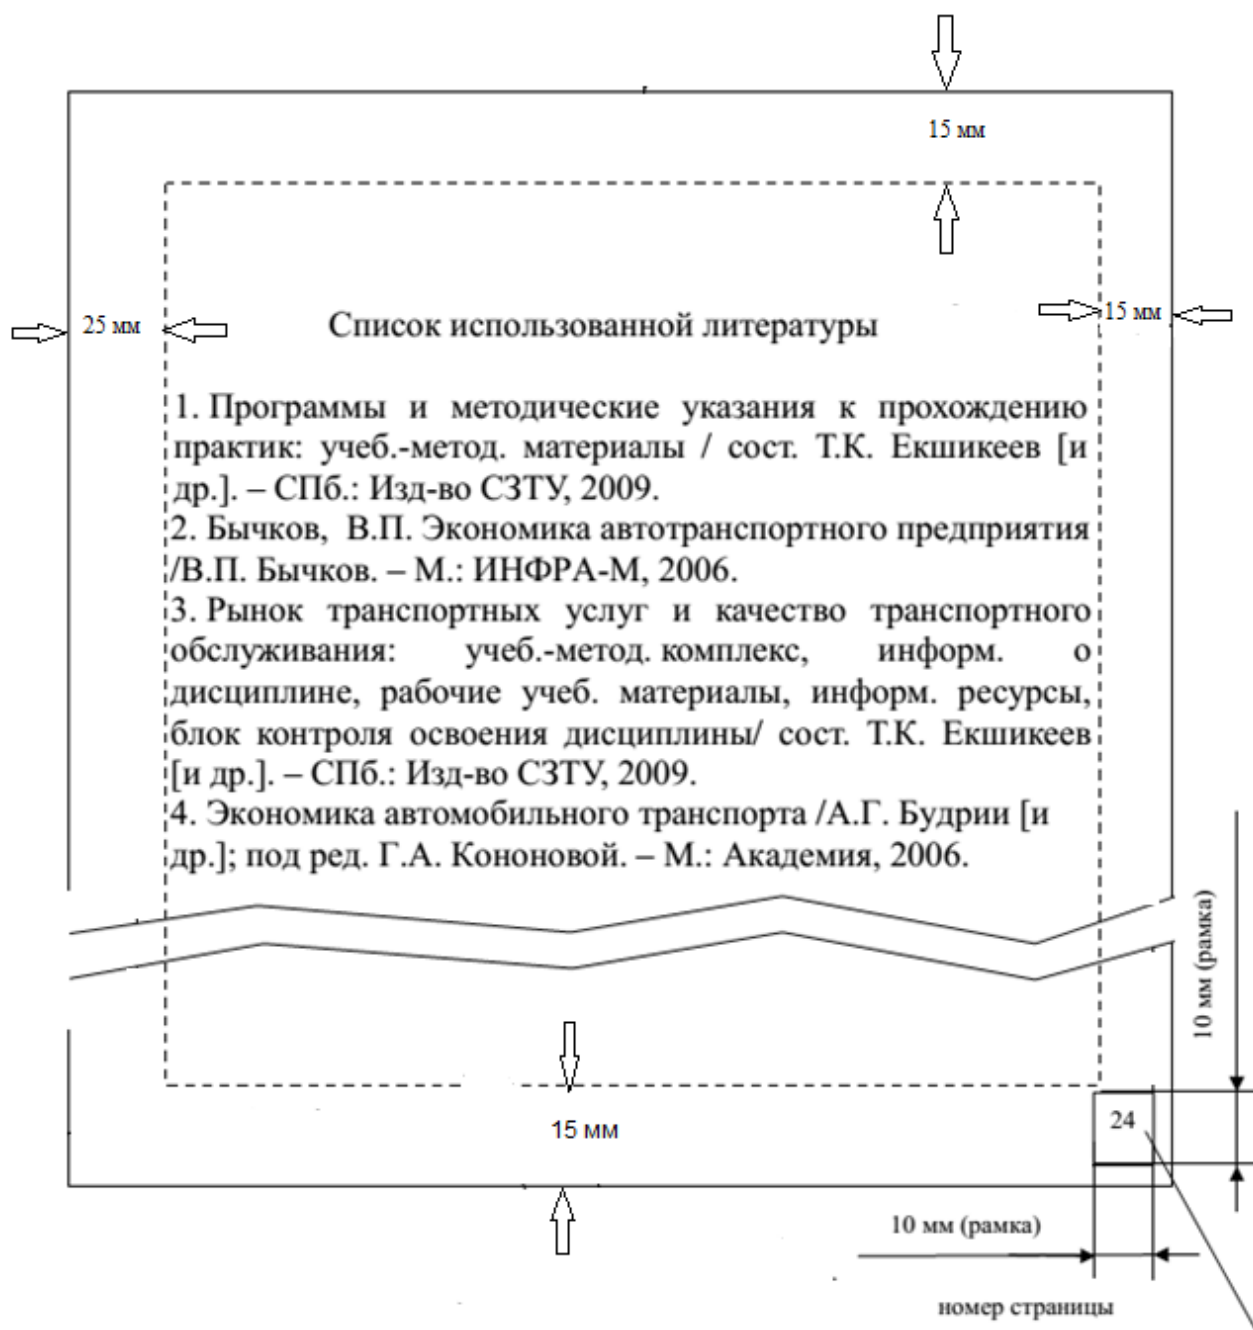 15 мм
25 мм
15 мм
Список использованной литературы
1. Программы и методические указания к прохождению
практик: учеб.-метод. материалы / сост. Т.К. Екшикеев [и
др.]. – СПб.: Изд-во СЗТУ, 2009.
2. Бычков, В.П. Экономика автотранспортного предприятия
/В.П. Бычков. – М.: ИНФРА-М, 2006.
3. Рынок транспортных услуг и качество транспортного
обслуживания: учеб.-метод. комплекс, информ. о
дисциплине, рабочие учеб. материалы, информ. ресурсы,
блок контроля освоения дисциплины/ сост. Т.К. Екшикеев
[и др.]. – СПб.: Изд-во СЗТУ, 2009.
4. Экономика автомобильного транспорта /А.Г. Будрии [и
др.]; под ред. Г.А. Кононовой. – М.: Академия, 2006.
10 мм (рамка)
15 мм
24
10 мм (рамка)
номер страницы